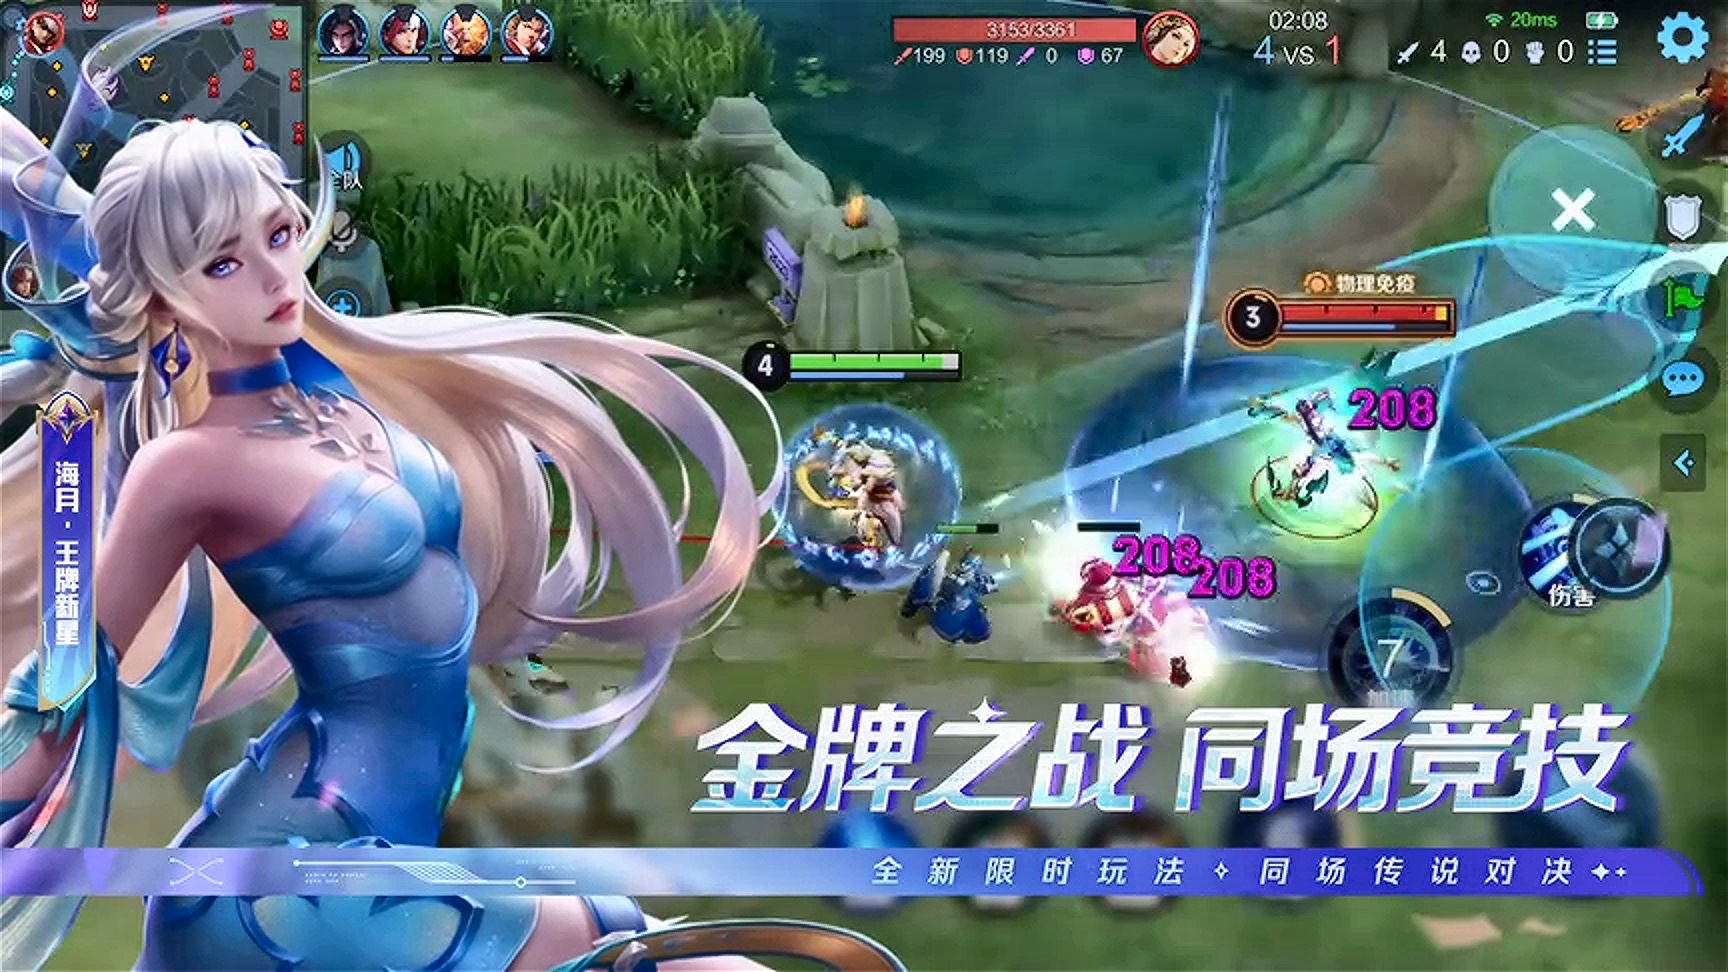 3153/3361
199 119 0 67
02:08
4 VS 1
20ms
4 0 0
物理免疫
3
4
208
208
208
伤害
7
海月·王牌新星
金牌之战 同场竞技
全新限时玩法 同场传说对决